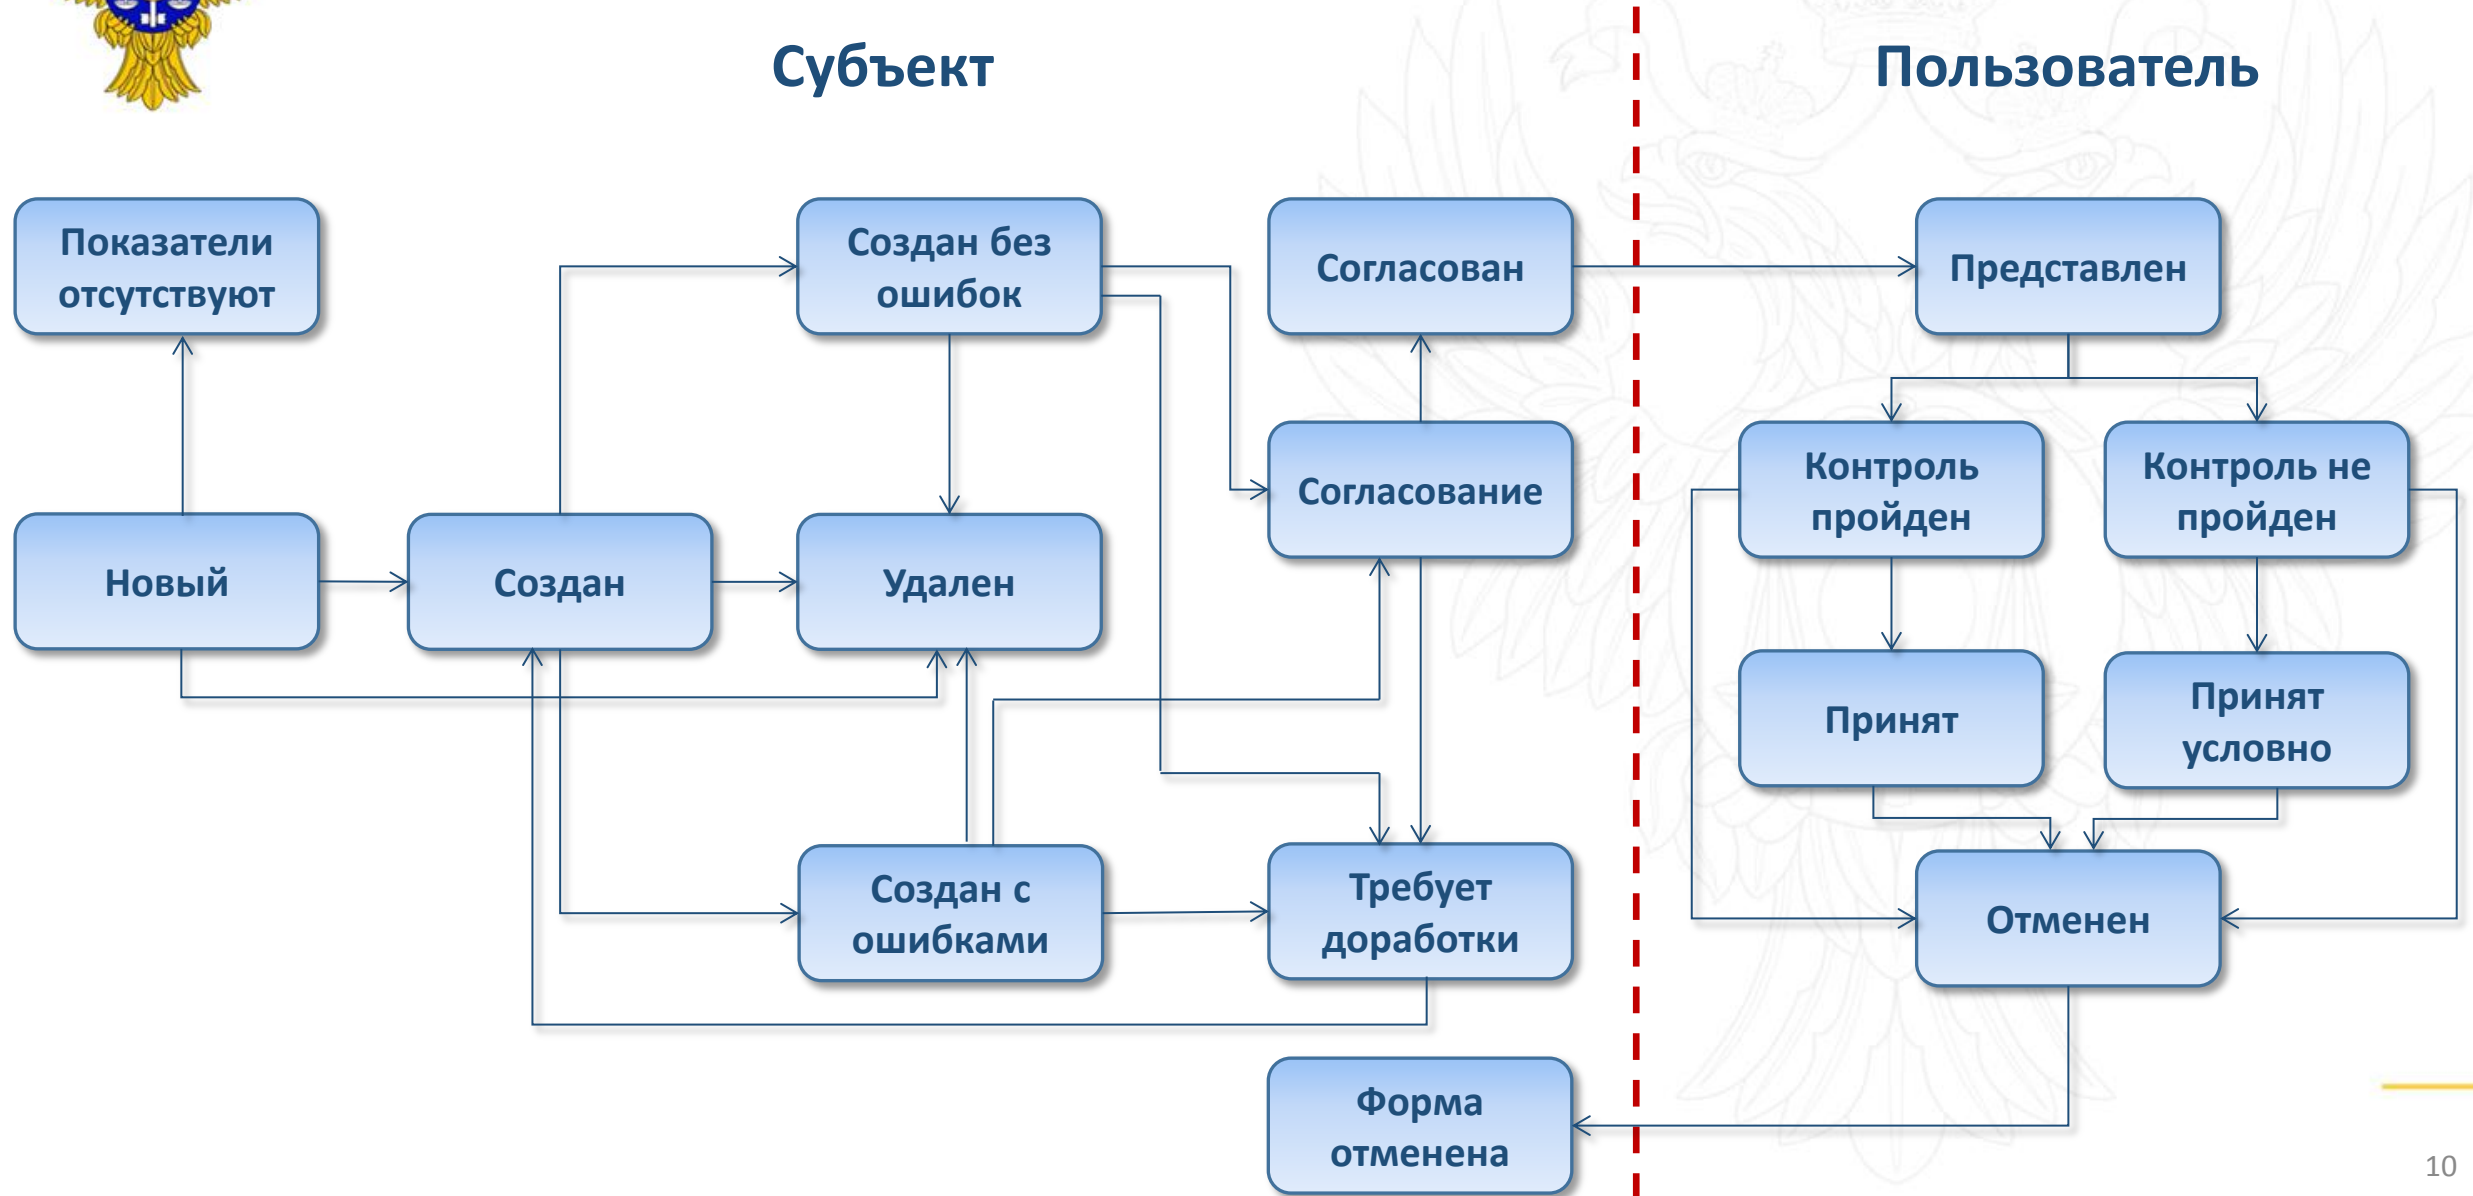 Субъект
Пользователь
Показатели
отсутствуют
Создан без
ошибок
Согласован
Представлен
Новый
Создан
Удален
Согласование
Контроль
пройден
Контроль не
пройден
Принят
Принят
условно
Создан с
ошибками
Требует
доработки
Отменен
Форма
отменена
10